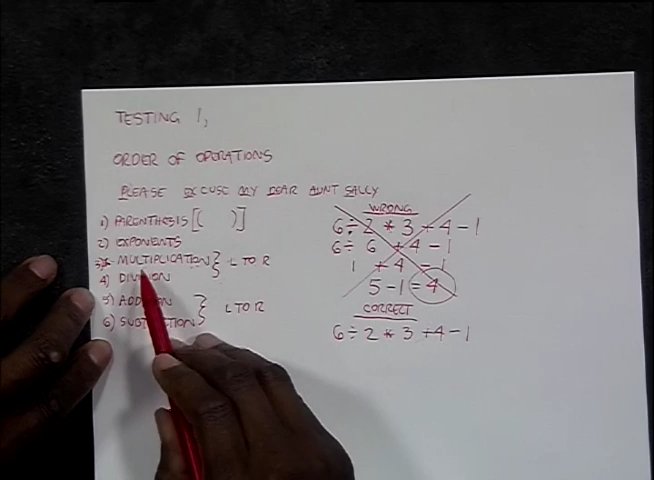 TESTING 1,
ORDER OF OPERATIONS
PLEASE EXCUSE MY DEAR AUNT SALLY
1) PARENTHESIS [( )]
2) EXPONENTS
3) MULTIPLICATION } L TO R
4) DIVISION
5) ADDITION } L TO R
6) SUBTRACTION
WRONG
6 ÷ 2 * 3 + 4 - 1
6 ÷ 6 + 4 - 1
1 + 4 - 1
5 - 1 = 4
CORRECT
6 ÷ 2 * 3 + 4 - 1